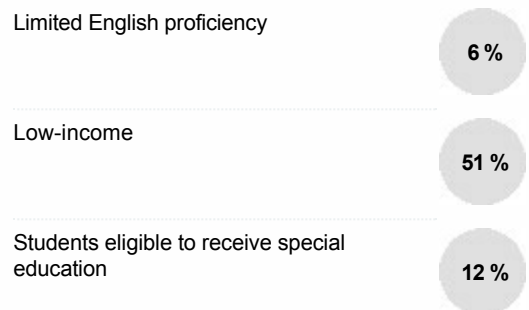 Limited English proficiency
6 %
Low-income
51 %
Students eligible to receive special
education
12 %